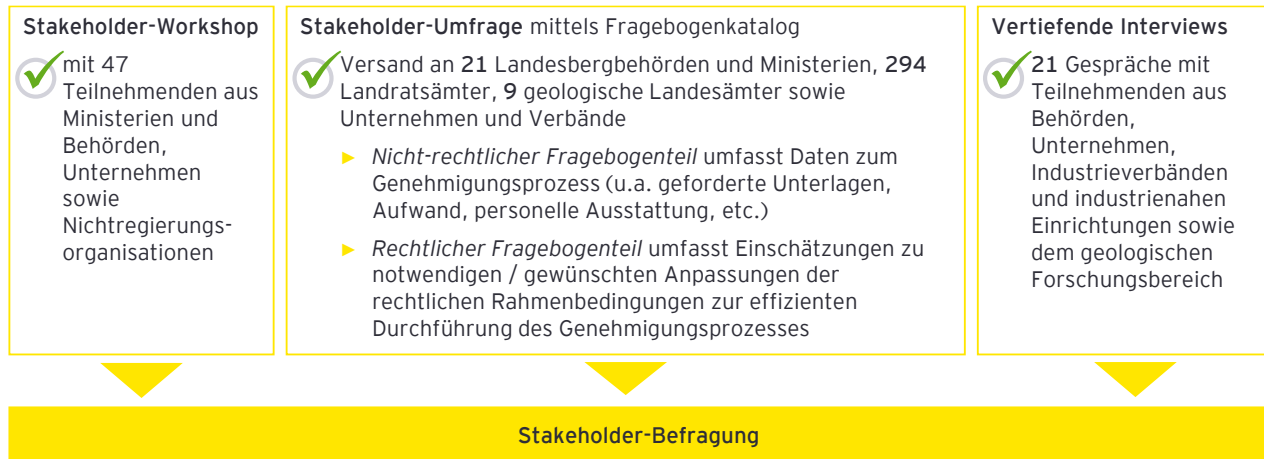 Stakeholder-Workshop
mit 47
Teilnehmenden aus
Ministerien und
Behörden,
Unternehmen
sowie
Nichtregierungs-
organisationen
Stakeholder-Umfrage mittels Fragebogenkatalog
Versand an 21 Landesbergbehörden und Ministerien, 294
Landratsämter, 9 geologische Landesämter sowie
Unternehmen und Verbände
► Nicht-rechtlicher Fragebogenteil umfasst Daten zum
Genehmigungsprozess (u.a. geforderte Unterlagen,
Aufwand, personelle Ausstattung, etc.)
► Rechtlicher Fragebogenteil umfasst Einschätzungen zu
notwendigen / gewünschten Anpassungen der
rechtlichen Rahmenbedingungen zur effizienten
Durchführung des Genehmigungsprozesses
Vertiefende Interviews
21 Gespräche mit
Teilnehmenden aus
Behörden,
Unternehmen,
Industrieverbänden
und industrienahen
Einrichtungen sowie
dem geologischen
Forschungsbereich
Stakeholder-Befragung